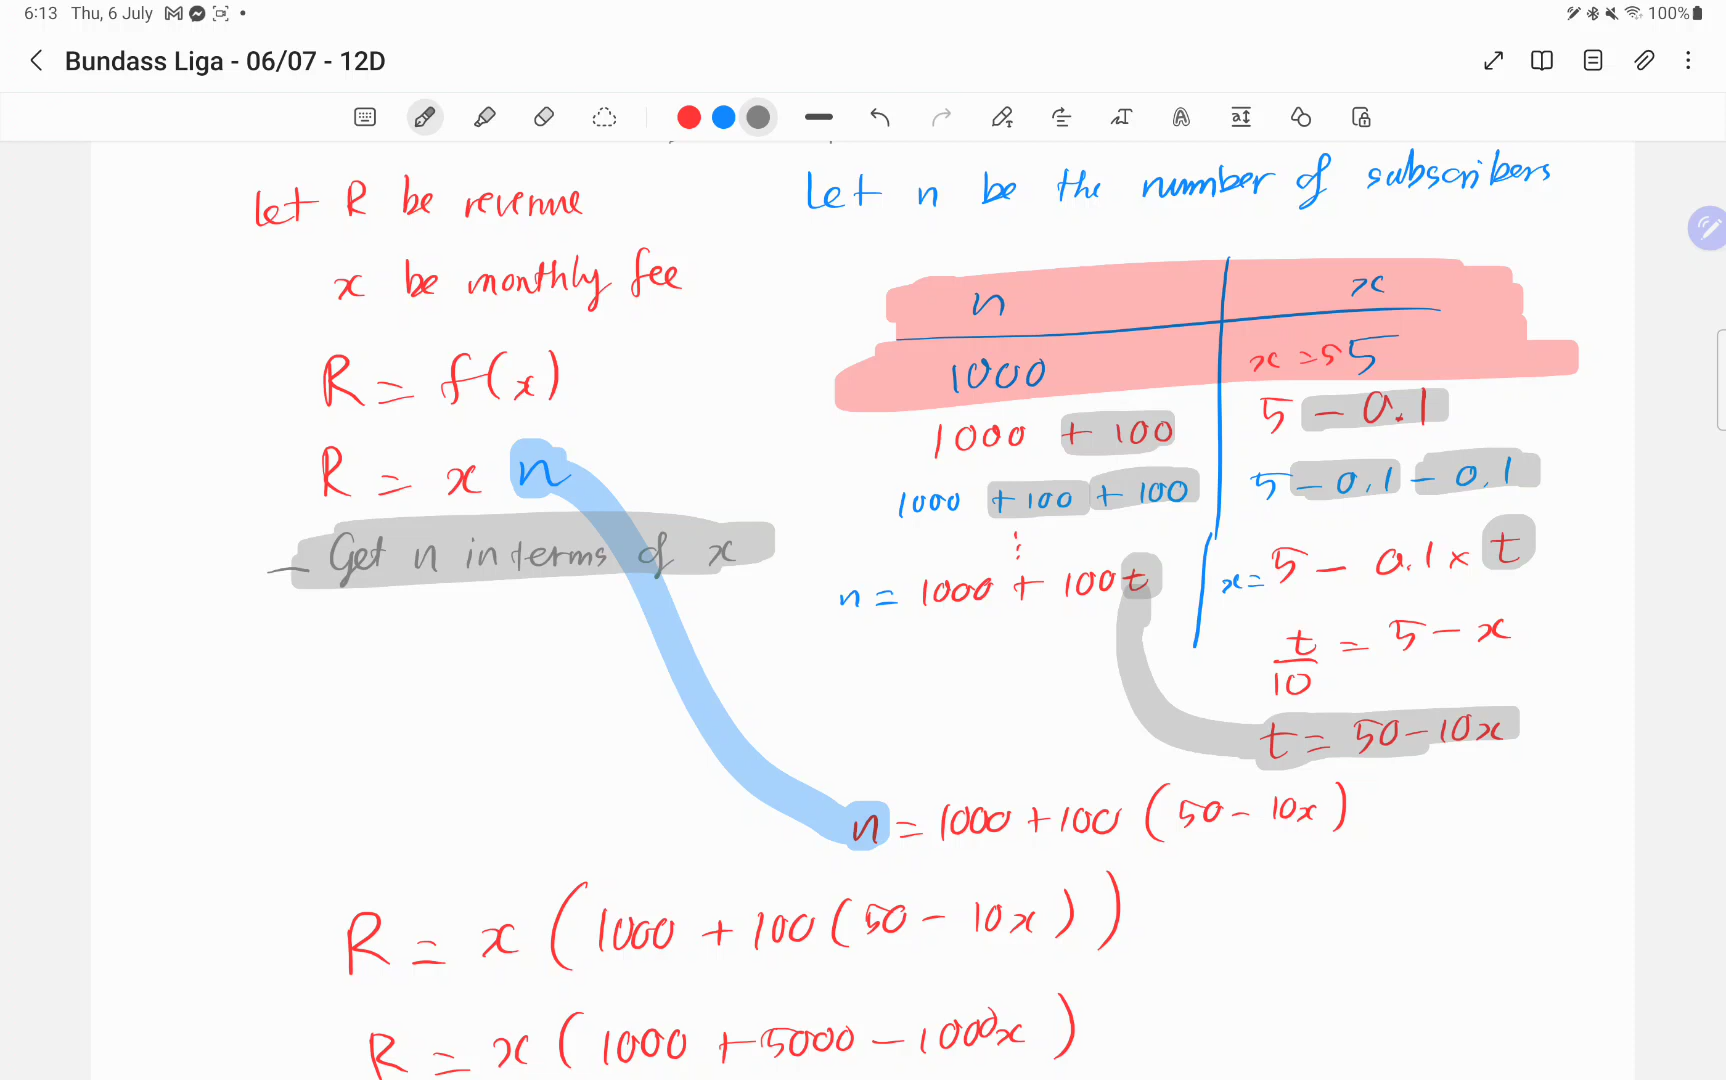 6:13 Thu, 6 July 100%
Bundass Liga - 06/07 - 12D
Let R be revenue
x be monthly fee
R = f(x)
R = x n
— Get n in terms of x
Let n be the number of subscribers
n x
1000 x = 5 5
1000 + 100 5 - 0.1
1000 + 100 + 100 5 - 0.1 - 0.1
⋮
n = 1000 + 100t x = 5 - 0.1 × t
t/10 = 5 - x
t = 50 - 10x
n = 1000 + 100 (50 - 10x)
R = x (1000 + 100 (50 - 10x))
R = x (1000 + 5000 - 1000x)